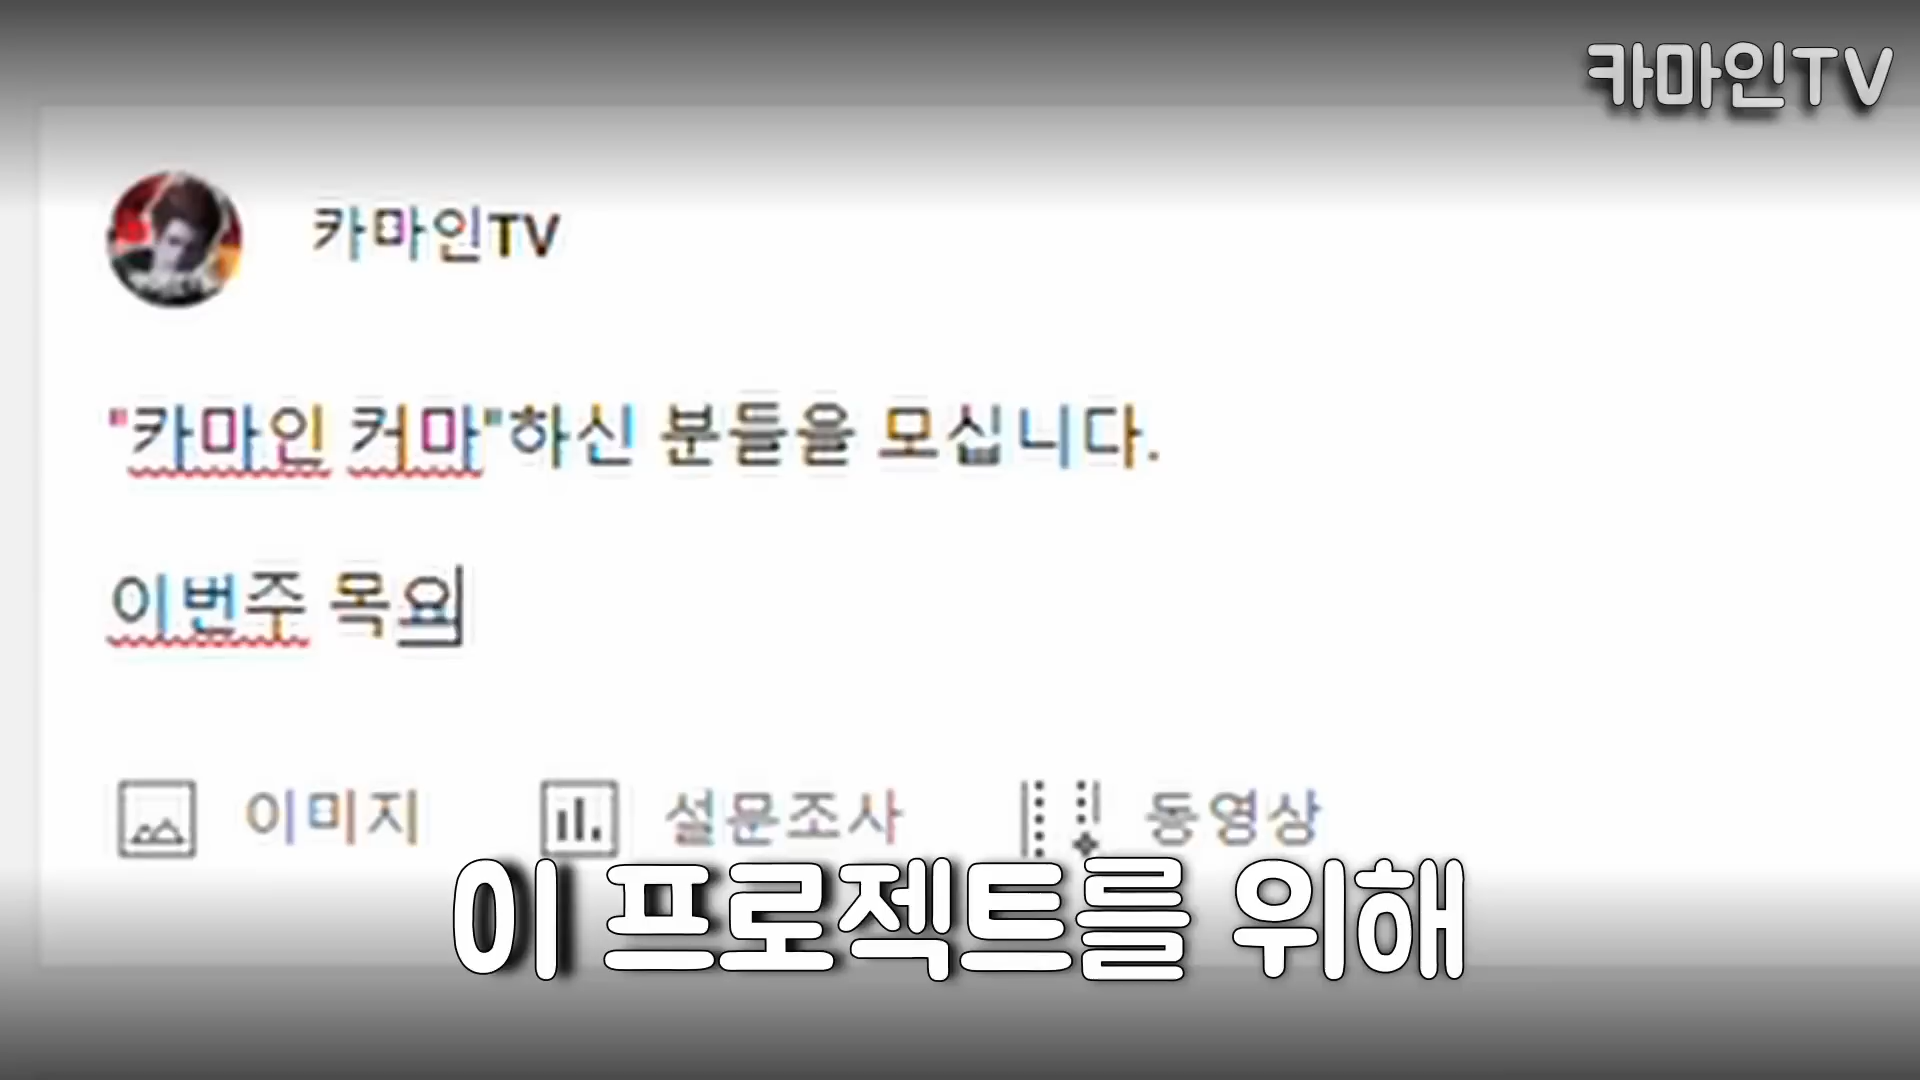 카마인TV
카마인TV
"카마인 커마"하신 분들을 모십니다.
이번주 목요
이미지 설문조사 동영상
이 프로젝트를 위해